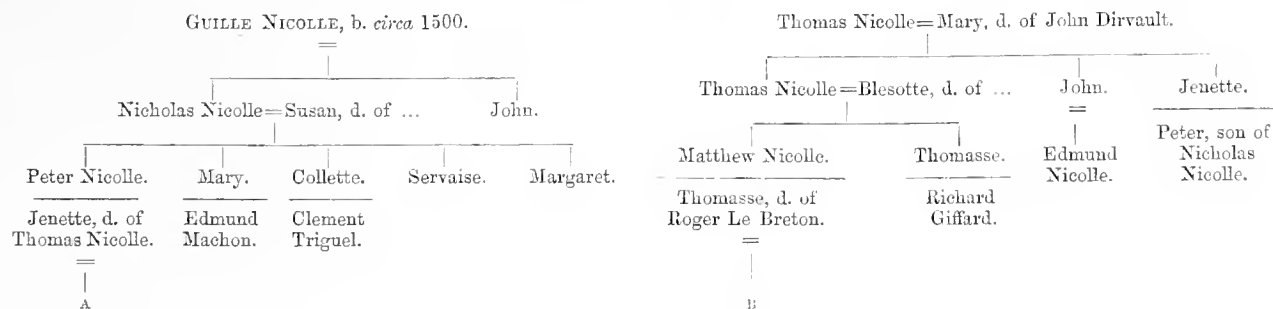 GUILLE NICOLLE, b. circa 1500.
=
Nicholas Nicolle=Susan, d. of ... John.
Peter Nicolle. Mary. Collette. Servaise. Margaret.
Jenette, d. of Edmund Clement
Thomas Nicolle. Machon. Triguel.
=
A
Thomas Nicolle=Mary, d. of John Dirvault.
Thomas Nicolle=Blesotte, d. of ... John. Jenette.
=
Matthew Nicolle. Thomasse. Edmund Peter, son of
Nicolle. Nicholas
Nicolle.
Thomasse, d. of Richard
Roger Le Breton. Giffard.
=
B